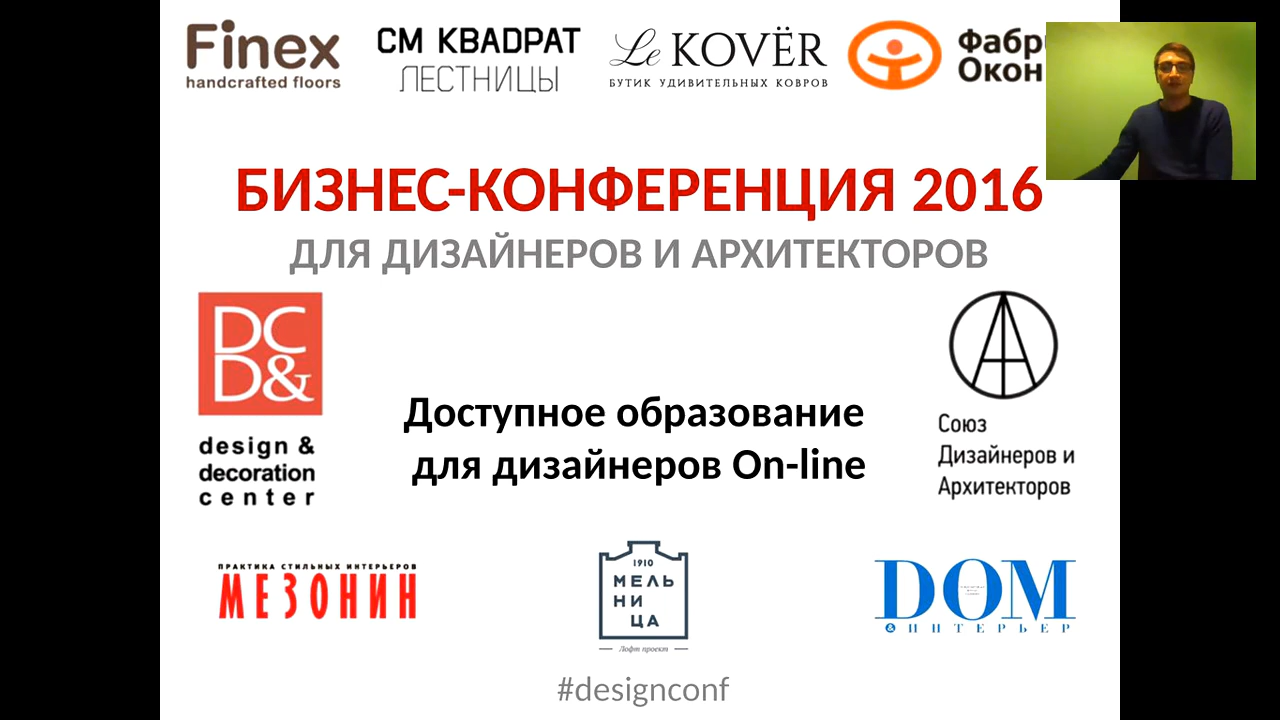 Finex
handcrafted floors
СМ КВАДРАТ
ЛЕСТНИЦЫ
Le KOVЁR
БУТИК УДИВИТЕЛЬНЫХ КОВРОВ
Окон
БИЗНЕС-КОНФЕРЕНЦИЯ 2016
ДЛЯ ДИЗАЙНЕРОВ И АРХИТЕКТОРОВ
DC
D&
design &
decoration
center
Доступное образование
для дизайнеров On-line
Союз
Дизайнеров и
Архитекторов
ПРАКТИКА СТИЛЬНЫХ ИНТЕРЬЕРОВ
МЕЗОНИН
1910
МЕЛЬ
НИ
ЦА
Лофт проект
DOM
&ИНТЕРЬЕР
#designconf